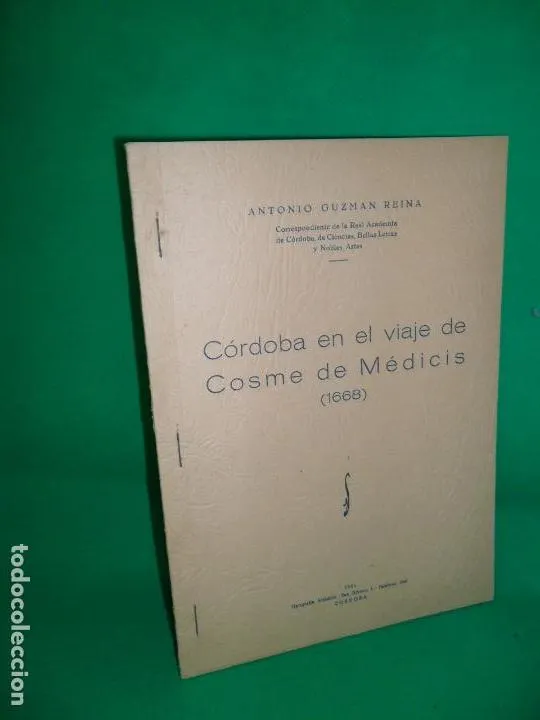 ANTONIO GUZMAN REINA
Correspondiente de la Real Academia
de Córdoba, de Ciencias, Bellas Letras
y Nobles Artes
Córdoba en el viaje de
Cosme de Médicis
(1668)
Tipografía
CORDOBA
todocoleccion